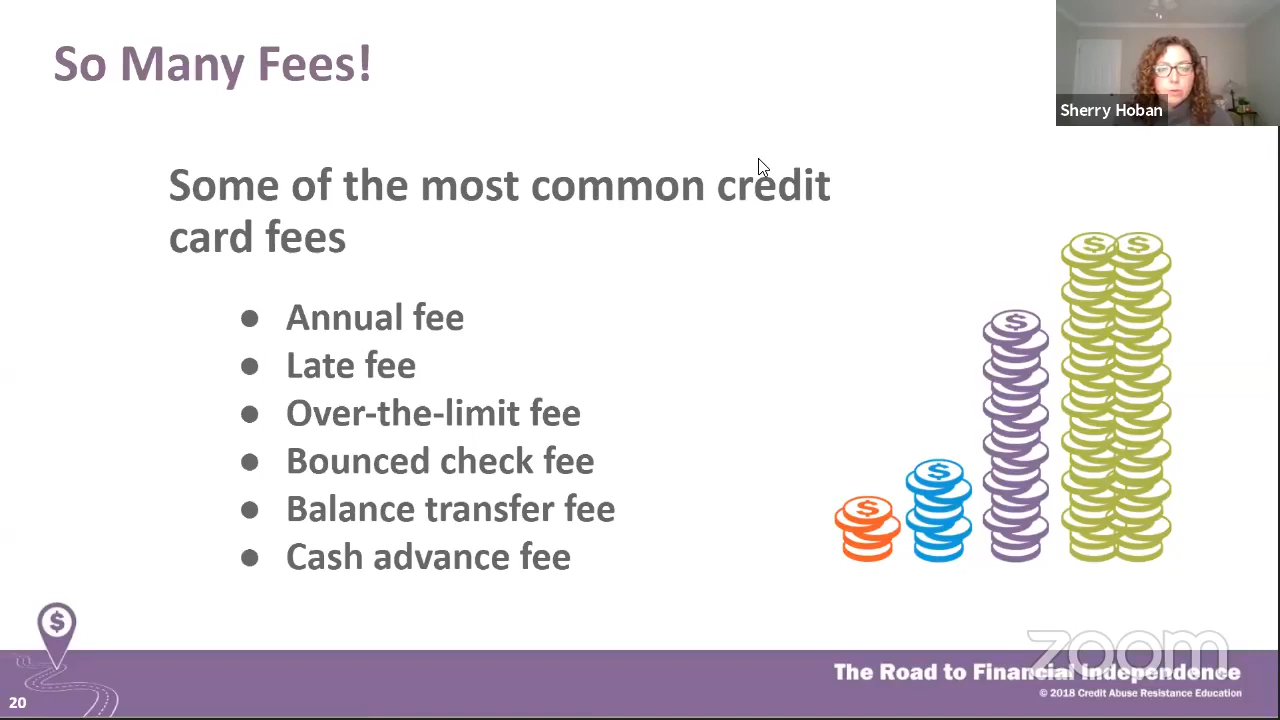 So Many Fees!
Sherry Hoban
Some of the most common credit
card fees
● Annual fee
● Late fee
● Over-the-limit fee
● Bounced check fee
● Balance transfer fee
● Cash advance fee
$
$
$
$ $
$
zoom
The Road to Financial Independence
© 2018 Credit Abuse Resistance Education
20